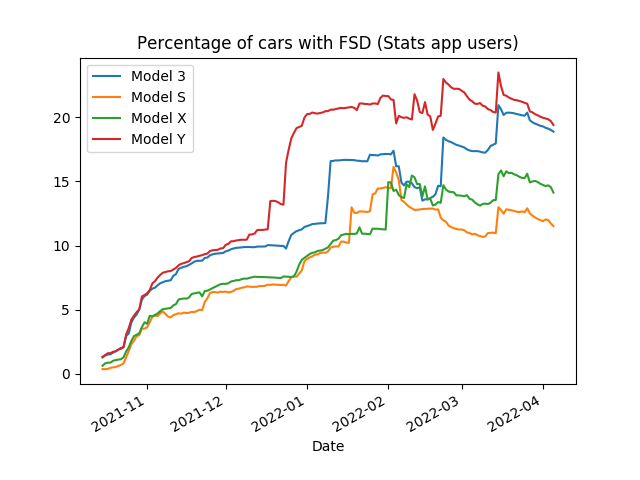 Percentage of cars with FSD (Stats app users)
Model 3
Model S
Model X
Model Y
20
15
10
5
0
2021-11
2021-12
2022-01
2022-02
2022-03
2022-04
Date